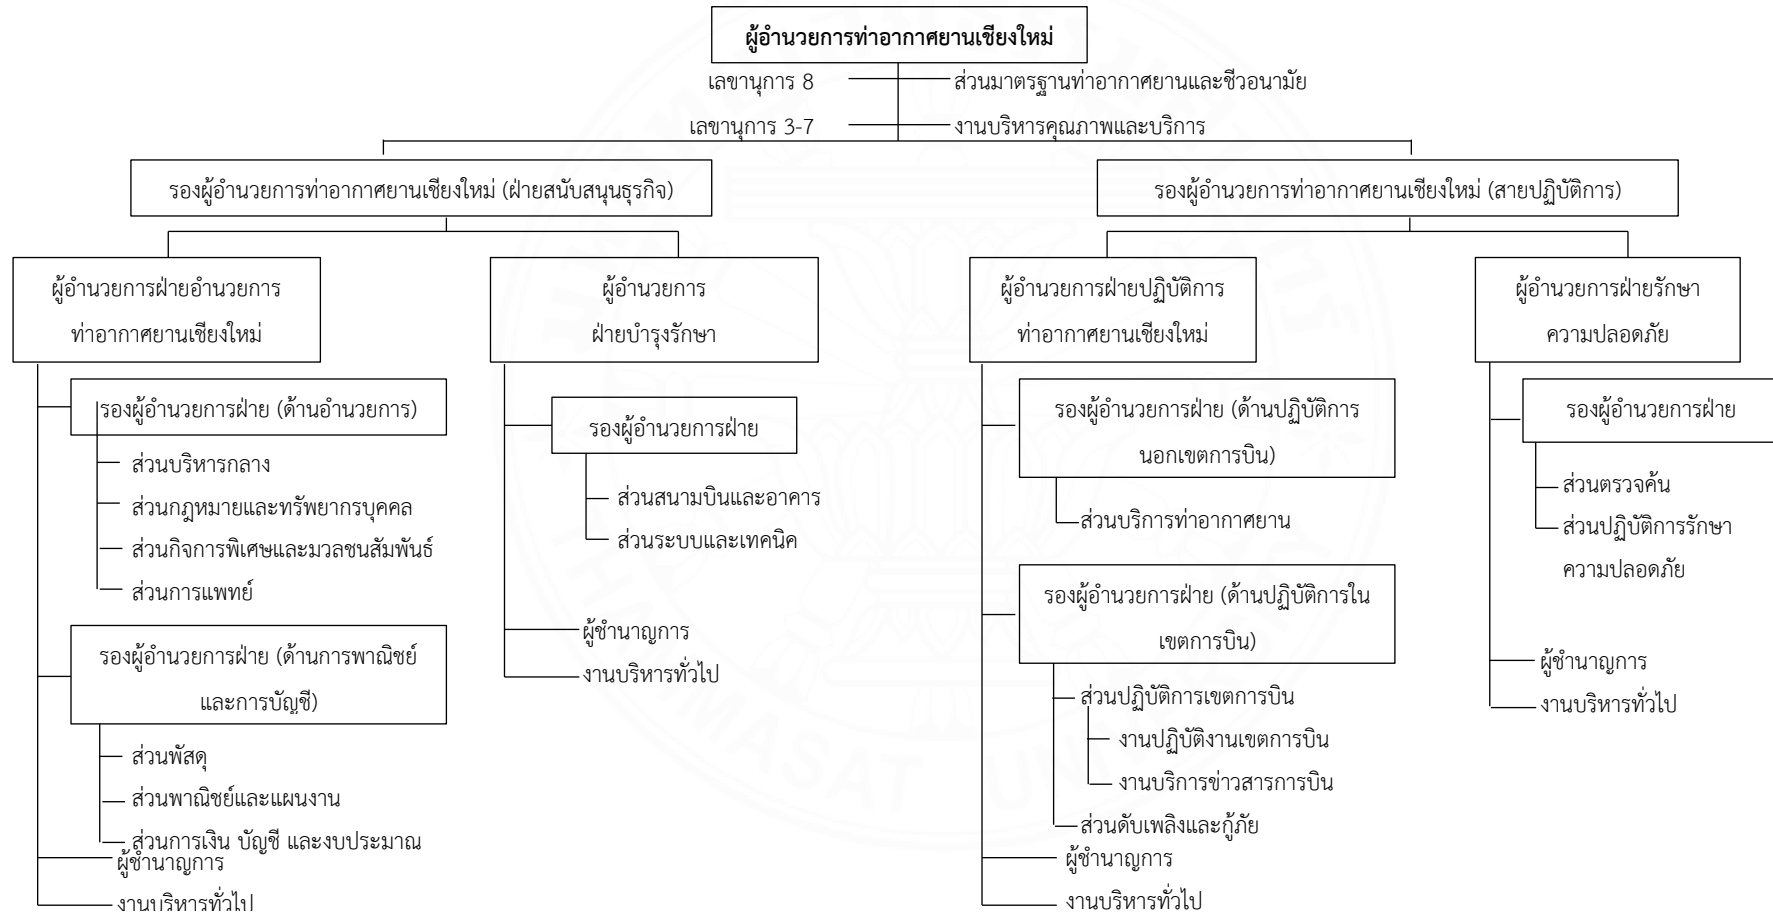 ผู้อำนวยการท่าอากาศยานเชียงใหม่
เลขานุการ 8
ส่วนมาตรฐานท่าอากาศยานและชีวอนามัย
เลขานุการ 3-7
งานบริหารคุณภาพและบริการ
รองผู้อำนวยการท่าอากาศยานเชียงใหม่ (ฝ่ายสนับสนุนธุรกิจ)
รองผู้อำนวยการท่าอากาศยานเชียงใหม่ (สายปฏิบัติการ)
ผู้อำนวยการฝ่ายอำนวยการ
ท่าอากาศยานเชียงใหม่
รองผู้อำนวยการฝ่าย (ด้านอำนวยการ)
ส่วนบริหารกลาง
ส่วนกฎหมายและทรัพยากรบุคคล
ส่วนกิจการพิเศษและมวลชนสัมพันธ์
ส่วนการแพทย์
รองผู้อำนวยการฝ่าย (ด้านการพาณิชย์
และการบัญชี)
ส่วนพัสดุ
ส่วนพาณิชย์และแผนงาน
ส่วนการเงิน บัญชี และงบประมาณ
ผู้ชำนาญการ
งานบริหารทั่วไป
ผู้อำนวยการ
ฝ่ายบำรุงรักษา
รองผู้อำนวยการฝ่าย
ส่วนสนามบินและอาคาร
ส่วนระบบและเทคนิค
ผู้ชำนาญการ
งานบริหารทั่วไป
ผู้อำนวยการฝ่ายปฏิบัติการ
ท่าอากาศยานเชียงใหม่
รองผู้อำนวยการฝ่าย (ด้านปฏิบัติการ
นอกเขตการบิน)
ส่วนบริการท่าอากาศยาน
รองผู้อำนวยการฝ่าย (ด้านปฏิบัติการใน
เขตการบิน)
ส่วนปฏิบัติการเขตการบิน
งานปฏิบัติงานเขตการบิน
งานบริการข่าวสารการบิน
ส่วนดับเพลิงและกู้ภัย
ผู้ชำนาญการ
งานบริหารทั่วไป
ผู้อำนวยการฝ่ายรักษา
ความปลอดภัย
รองผู้อำนวยการฝ่าย
ส่วนตรวจค้น
ส่วนปฏิบัติการรักษา
ความปลอดภัย
ผู้ชำนาญการ
งานบริหารทั่วไป